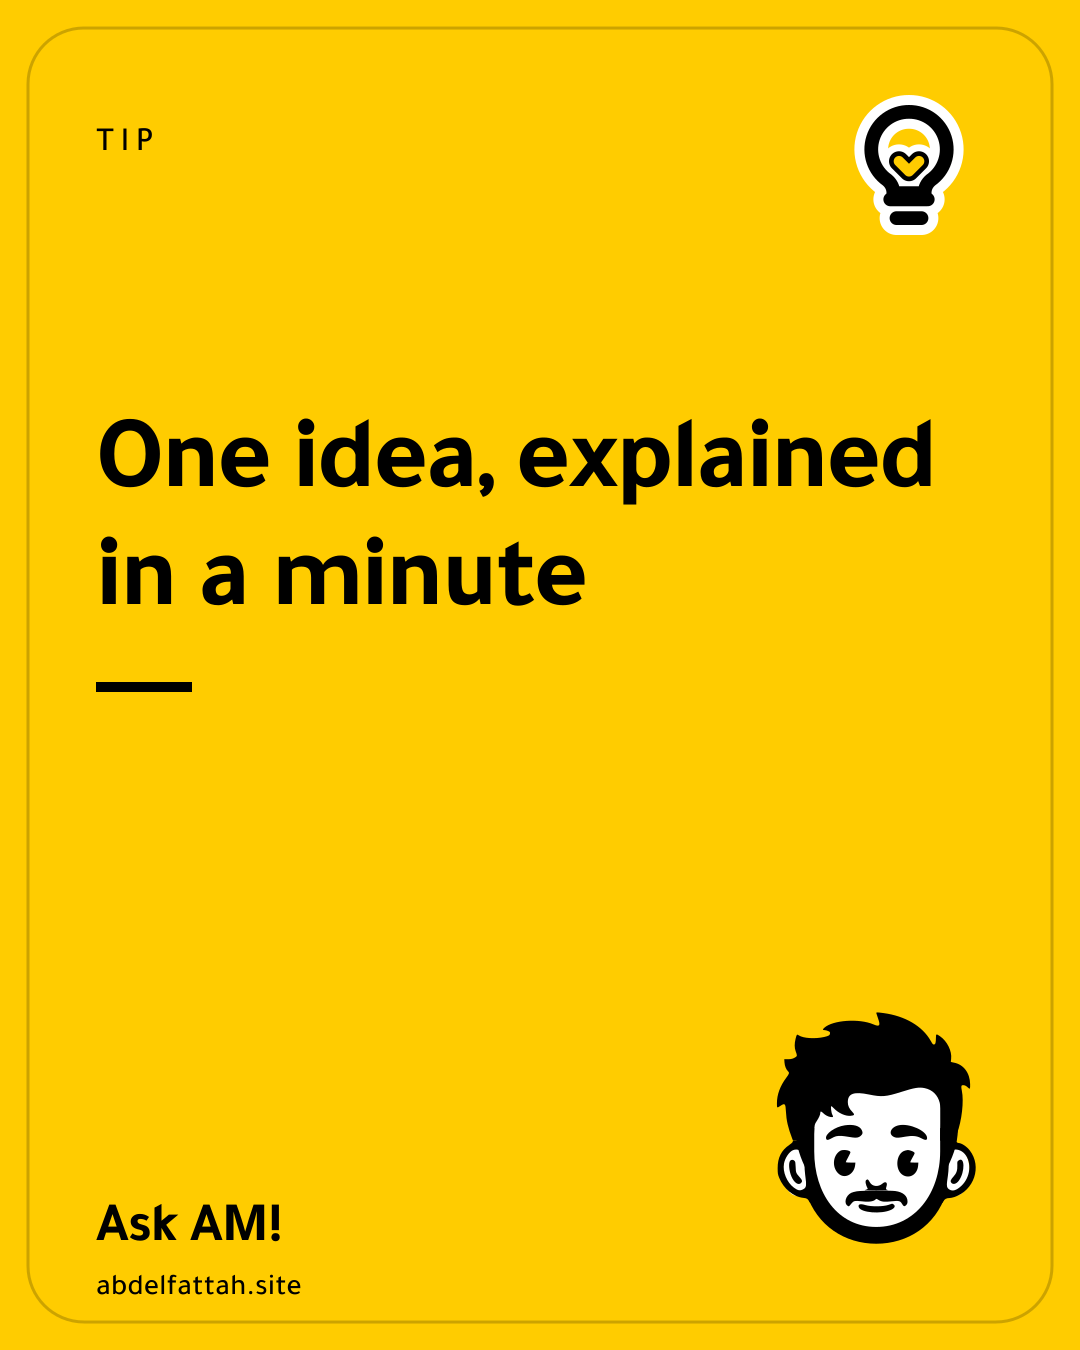 TIP
One idea, explained
in a minute
Ask AM!
abdelfattah.site